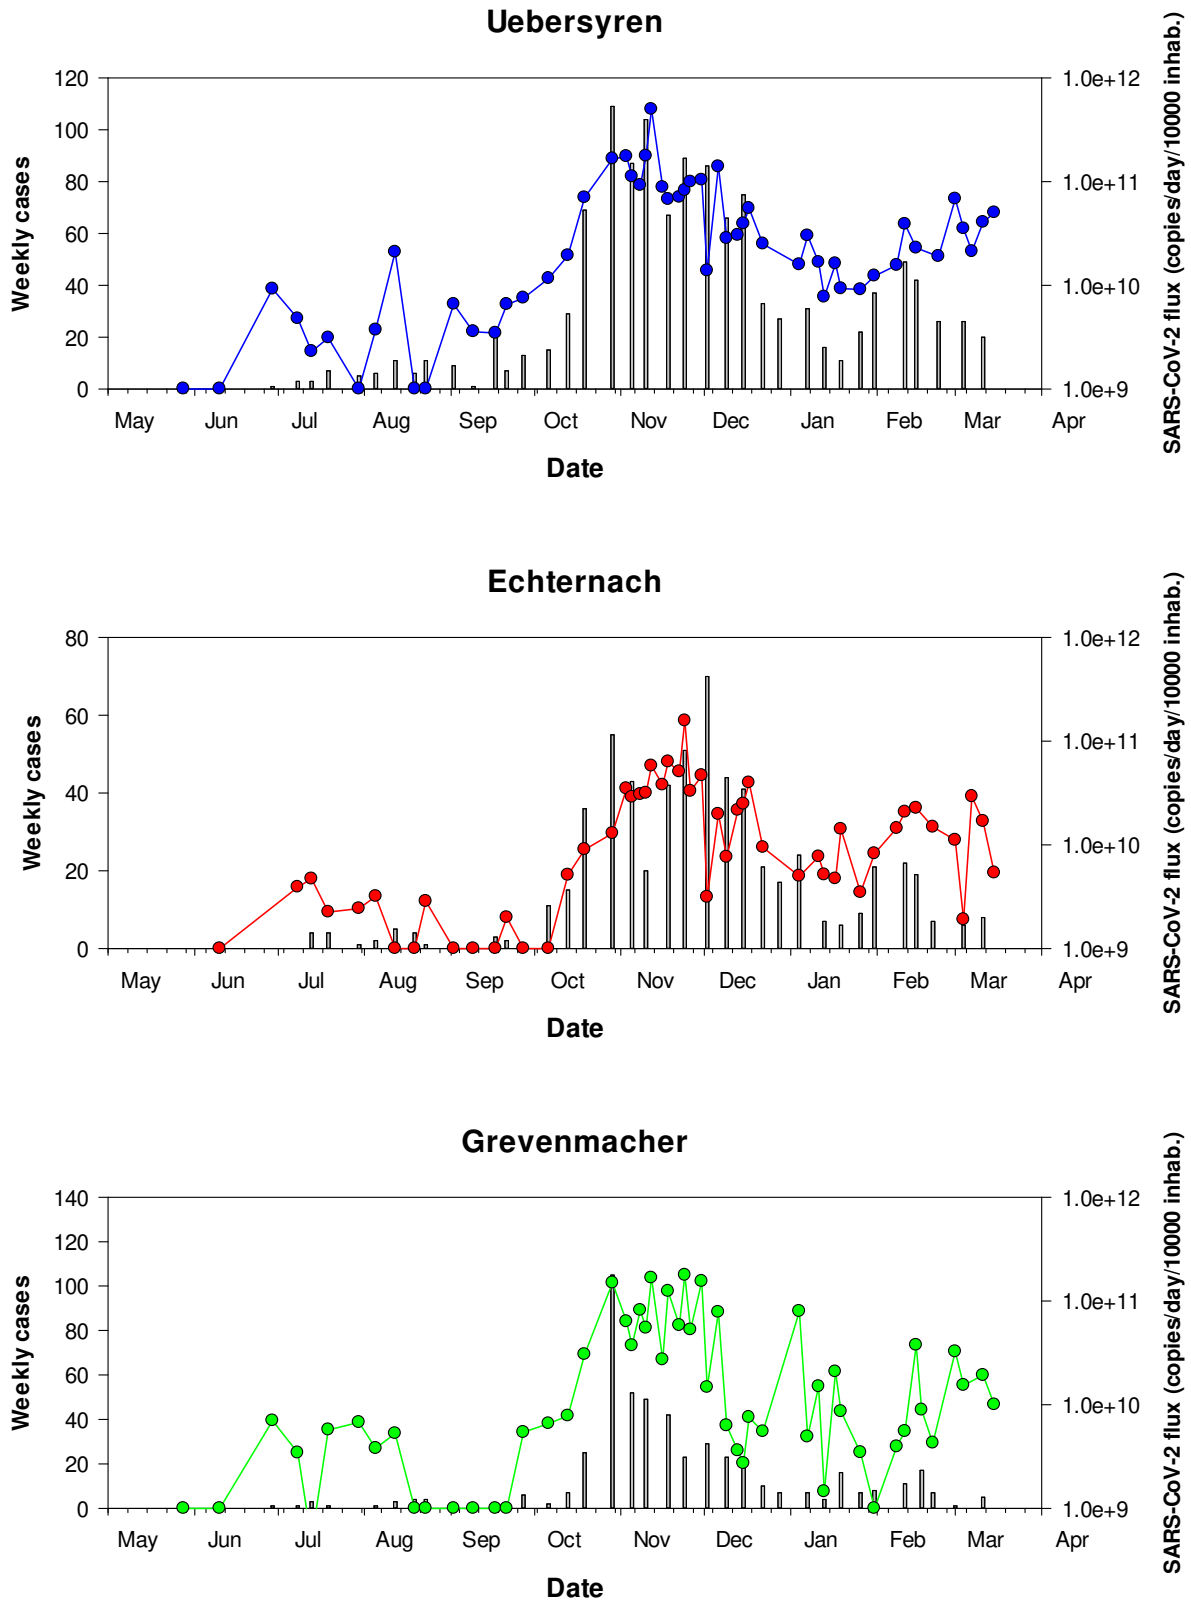 Uebersyren
120
100
80
60
40
20
0
Weekly cases
1.0e+12
1.0e+11
1.0e+10
1.0e+9
SARS-CoV-2 flux (copies/day/10000 inhab.)
May Jun Jul Aug Sep Oct Nov Dec Jan Feb Mar Apr
Date
Echternach
80
60
40
20
0
Weekly cases
1.0e+12
1.0e+11
1.0e+10
1.0e+9
SARS-CoV-2 flux (copies/day/10000 inhab.)
May Jun Jul Aug Sep Oct Nov Dec Jan Feb Mar Apr
Date
Grevenmacher
140
120
100
80
60
40
20
0
Weekly cases
1.0e+12
1.0e+11
1.0e+10
1.0e+9
SARS-CoV-2 flux (copies/day/10000 inhab.)
May Jun Jul Aug Sep Oct Nov Dec Jan Feb Mar Apr
Date